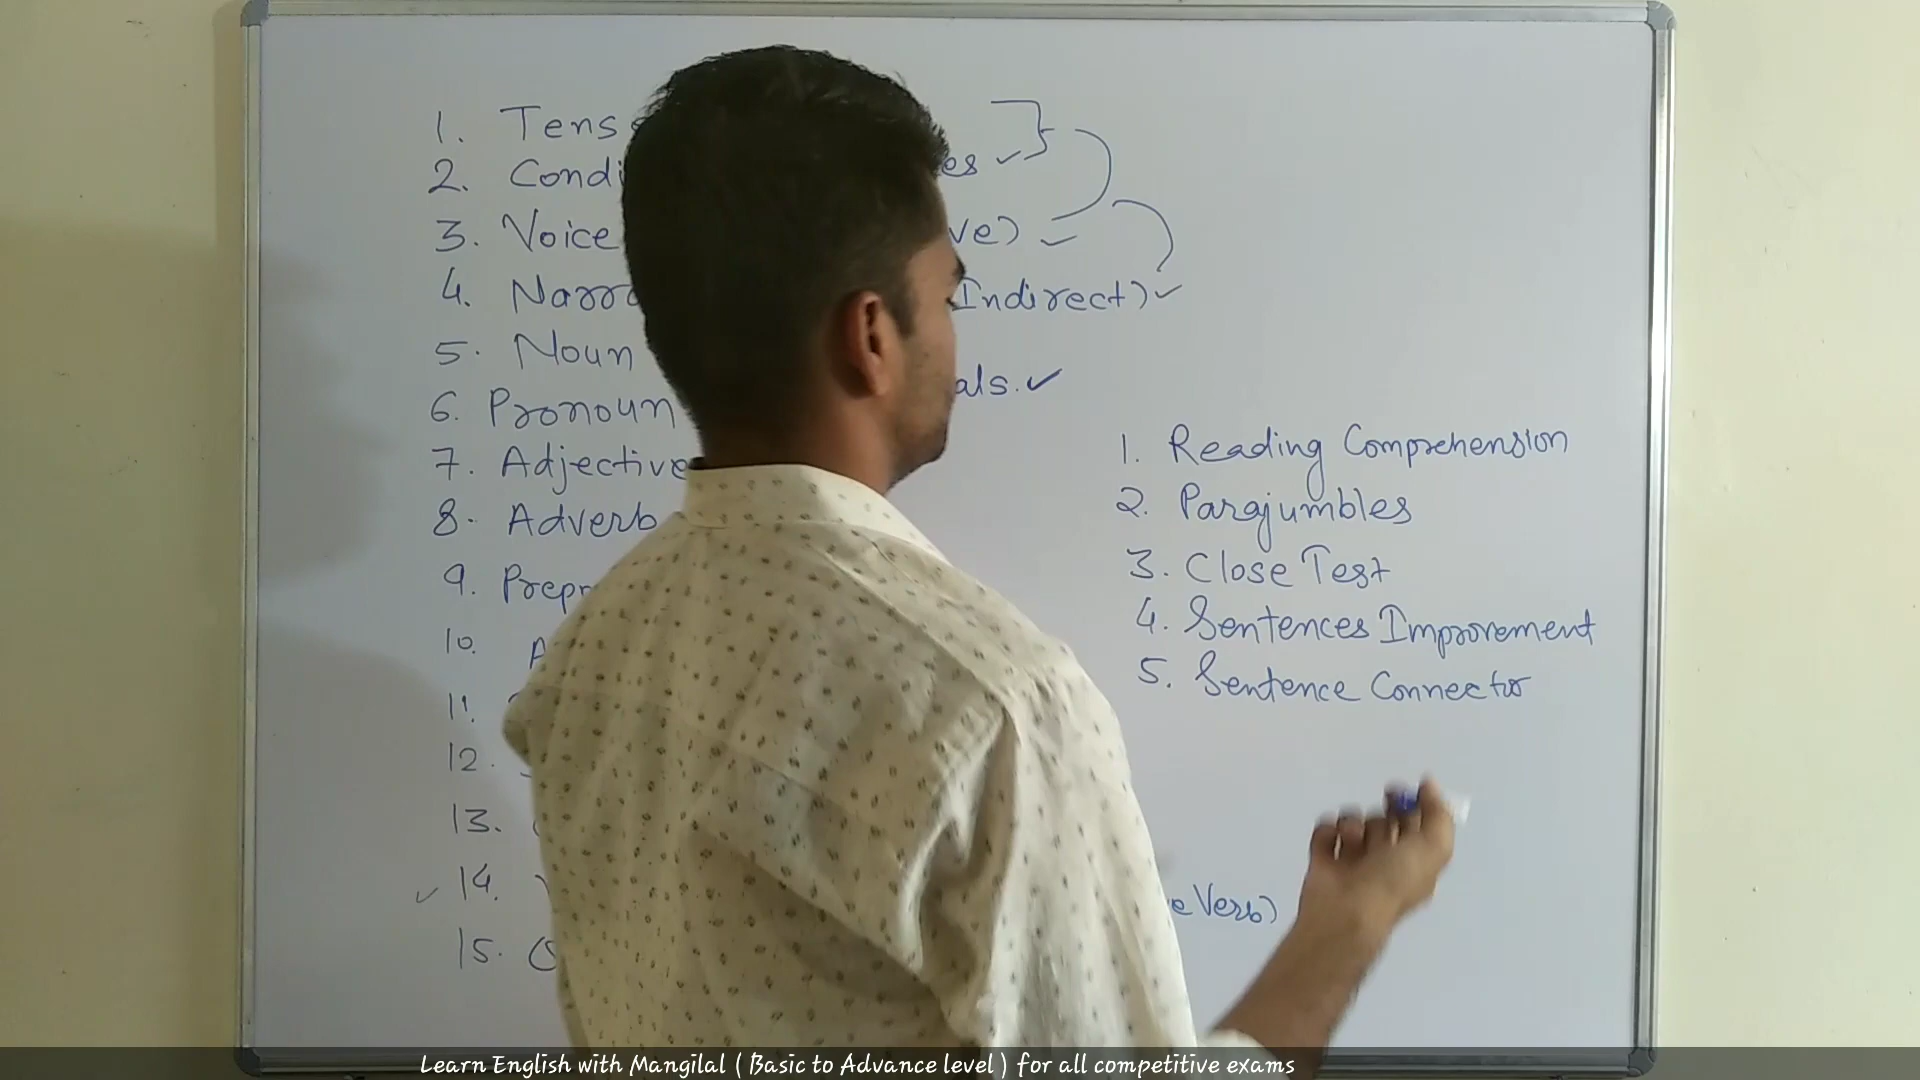 1. Tens
2. Condi es ✓
3. Voice ve) ✓
4. Narra Indirect) ✓
5. Noun
als. ✓
6. Pronoun
7. Adjective
8. Adverb
9. Prep
10. A
11.
12.
13.
✓ 14. e Verb)
15.
1. Reading Comprehension
2. Parajumbles
3. Close Test
4. Sentences Improvement
5. Sentence Connector
Learn English with Mangilal ( Basic to Advance level ) for all competitive exams